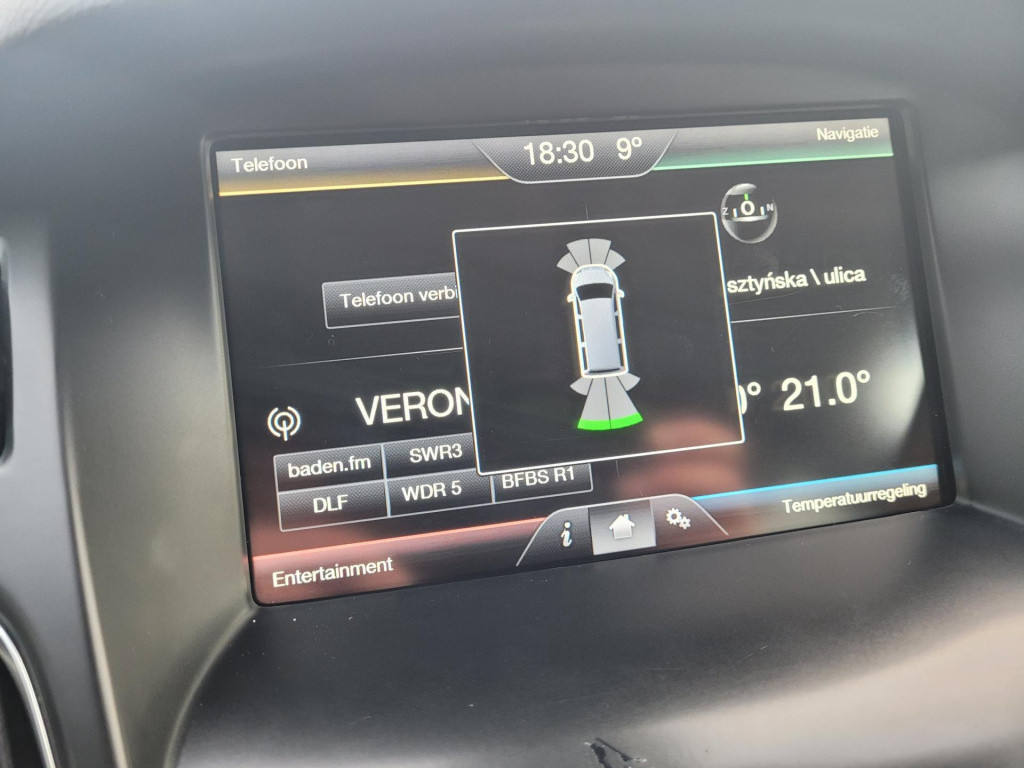 Telefoon
18:30 9°
Navigatie
Z O N
Telefoon verbi
sztyńska \ ulica
VERON
21.0°
baden.fm SWR3
DLF WDR 5 BFBS R1
i
Entertainment
Temperatuurregeling